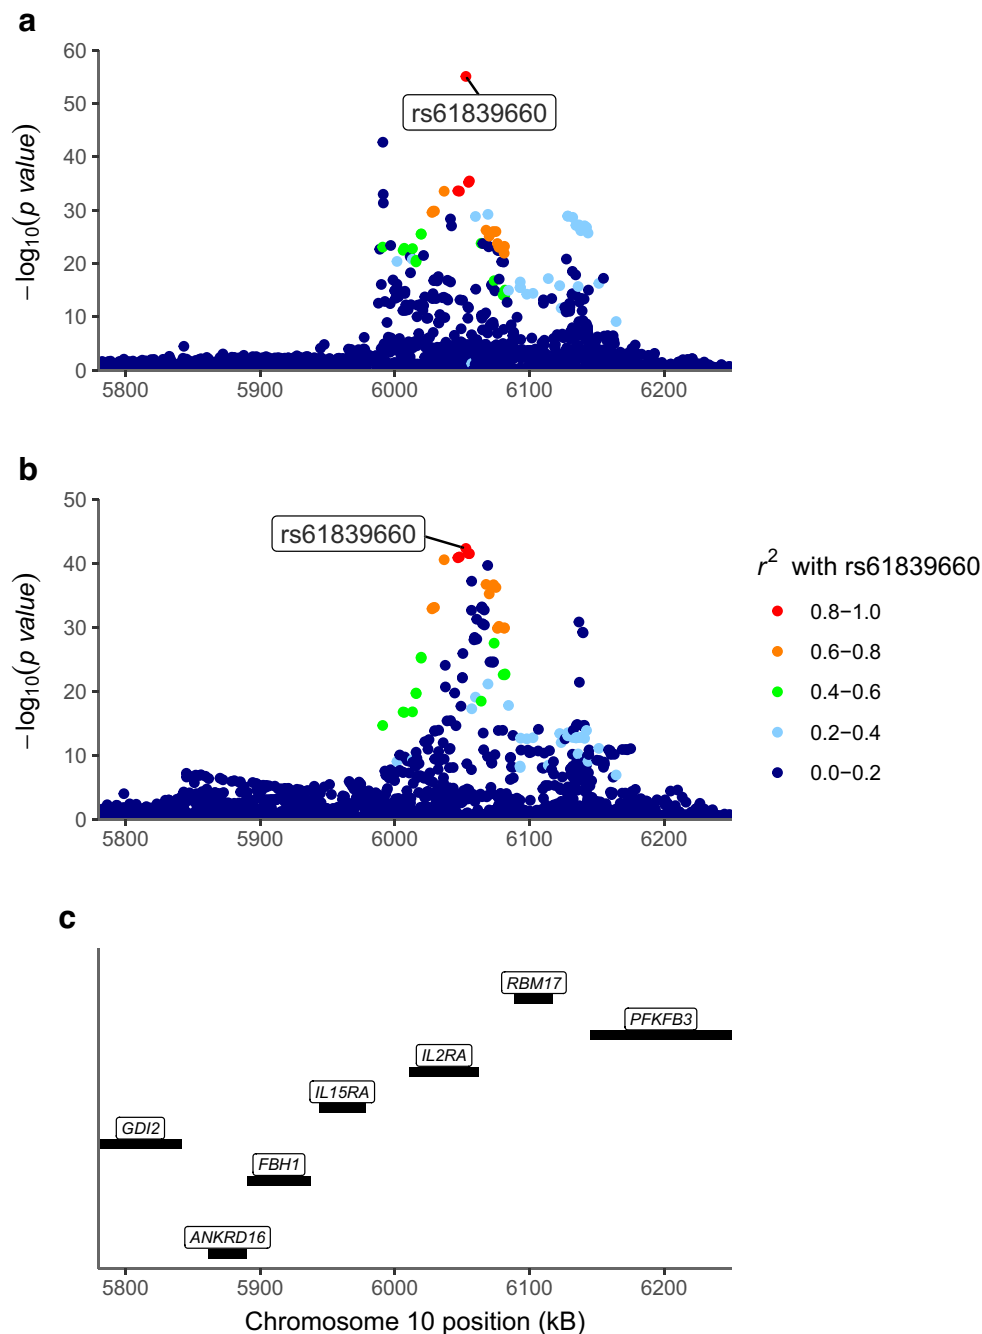 a
60
50
40
30
20
10
0
−log10(p value)
rs61839660
5800 5900 6000 6100 6200
b
50
40
30
20
10
0
−log10(p value)
rs61839660
5800 5900 6000 6100 6200
r2 with rs61839660
0.8−1.0
0.6−0.8
0.4−0.6
0.2−0.4
0.0−0.2
c
RBM17
PFKFB3
IL2RA
IL15RA
GDI2
FBH1
ANKRD16
5800 5900 6000 6100 6200
Chromosome 10 position (kB)